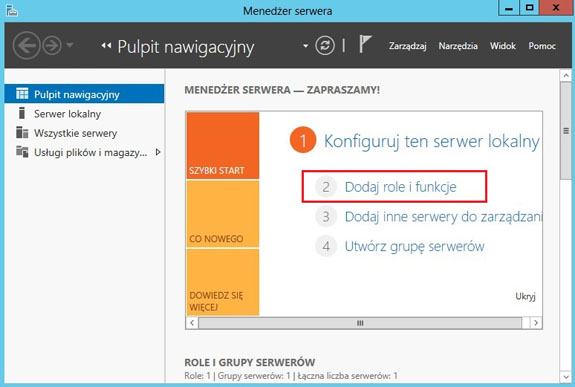 Menedżer serwera
Pulpit nawigacyjny
Zarządzaj Narzędzia Widok Pomoc
Pulpit nawigacyjny
Serwer lokalny
Wszystkie serwery
Usługi plików i magazy...
MENEDŻER SERWERA — ZAPRASZAMY!
SZYBKI START
CO NOWEGO
DOWIEDZ SIĘ
WIĘCEJ
1 Konfiguruj ten serwer lokalny
2 Dodaj role i funkcje
3 Dodaj inne serwery do zarządzani
4 Utwórz grupę serwerów
Ukryj
ROLE I GRUPY SERWERÓW
Role: 1 | Grupy serwerów: 1 | Łączna liczba serwerów: 1